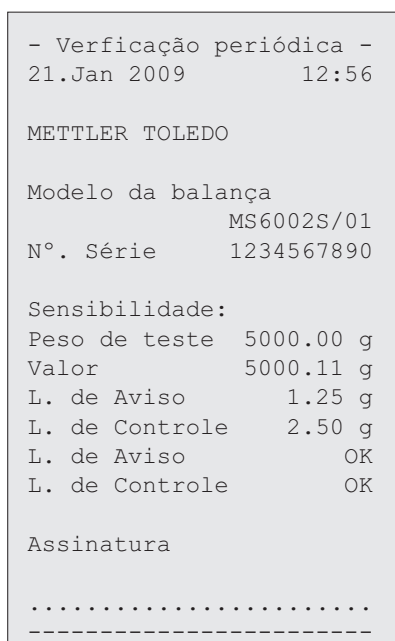 - Verficação periódica -
21.Jan 2009 12:56
METTLER TOLEDO
Modelo da balança
MS6002S/01
Nº. Série 1234567890
Sensibilidade:
Peso de teste 5000.00 g
Valor 5000.11 g
L. de Aviso 1.25 g
L. de Controle 2.50 g
L. de Aviso OK
L. de Controle OK
Assinatura
........................
------------------------